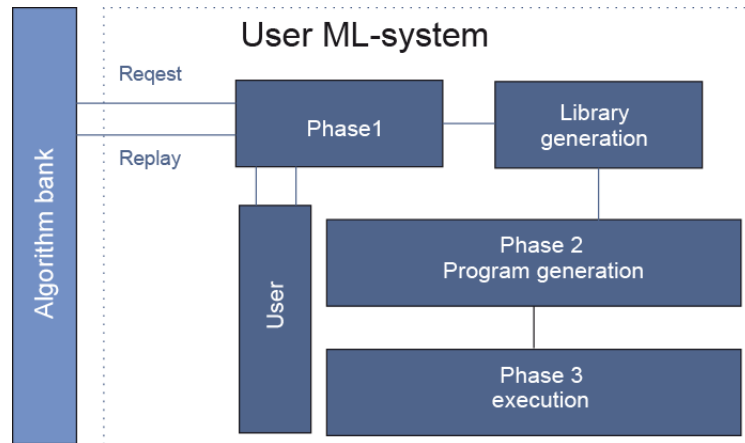 User ML-system
Reqest
Phase1
Library
generation
Replay
Algorithm bank
User
Phase 2
Program generation
Phase 3
execution